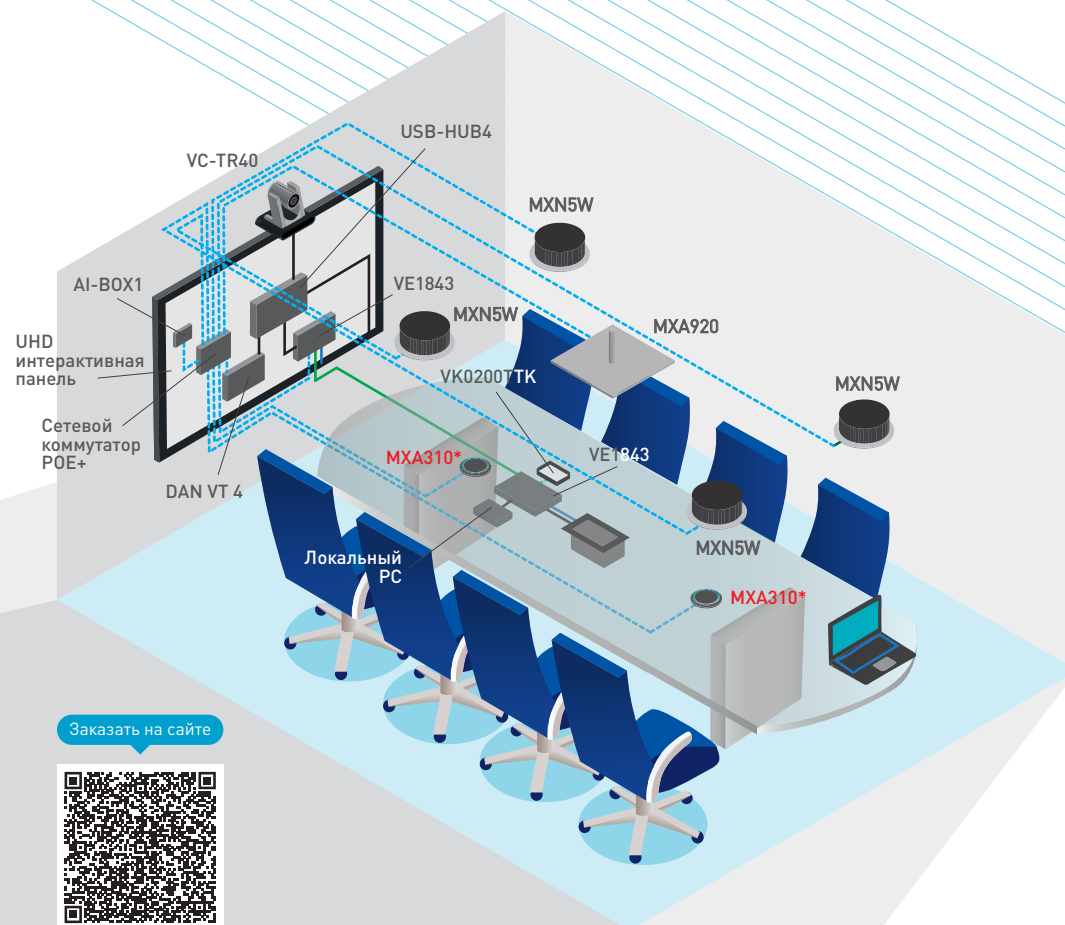 USB-HUB4
VC-TR40
MXN5W
AI-BOX1
VE1843
MXN5W
MXA920
UHD
интерактивная
панель
VK0200TTK
MXN5W
Сетевой
коммутатор
POE+
MXA310*
VE1843
DAN VT 4
MXN5W
Локальный
PC
MXA310*
Заказать на сайте